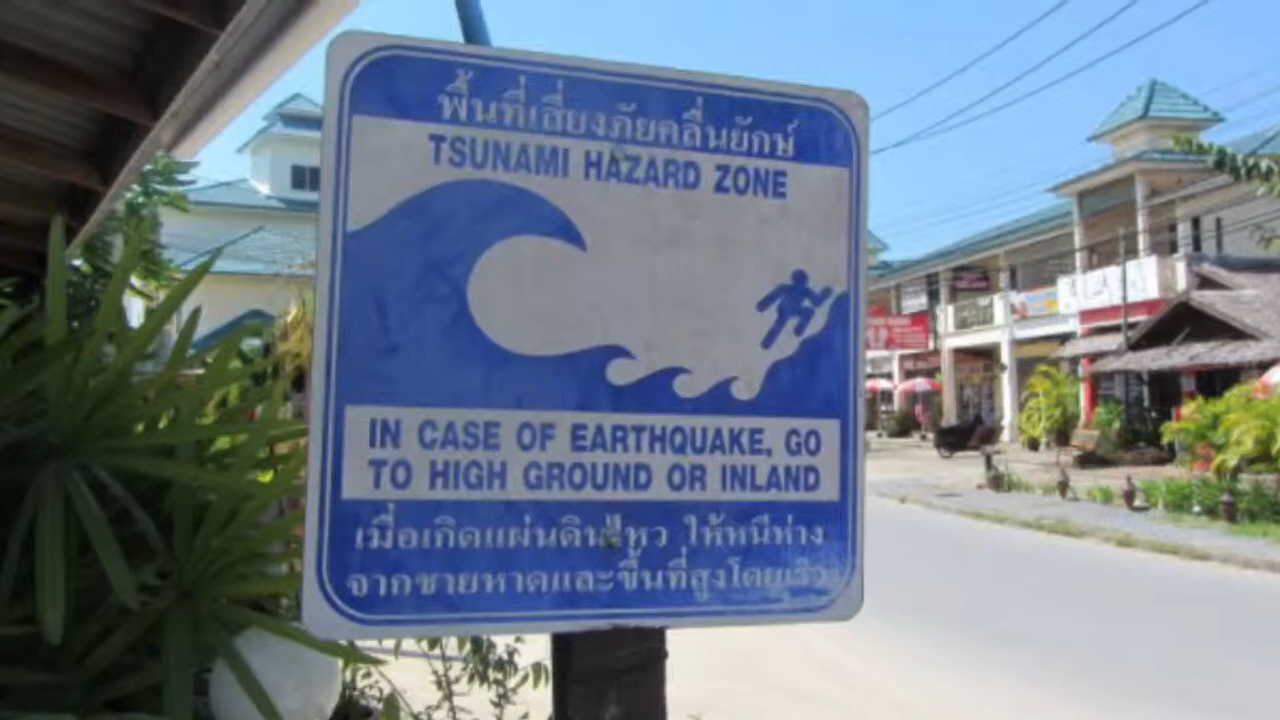 พื้นที่เสี่ยงภัยคลื่นยักษ์
TSUNAMI HAZARD ZONE
IN CASE OF EARTHQUAKE, GO
TO HIGH GROUND OR INLAND
เมื่อเกิดแผ่นดินไหว ให้หนีห่าง
จากชายหาดและขึ้นที่สูงโดยเร็ว